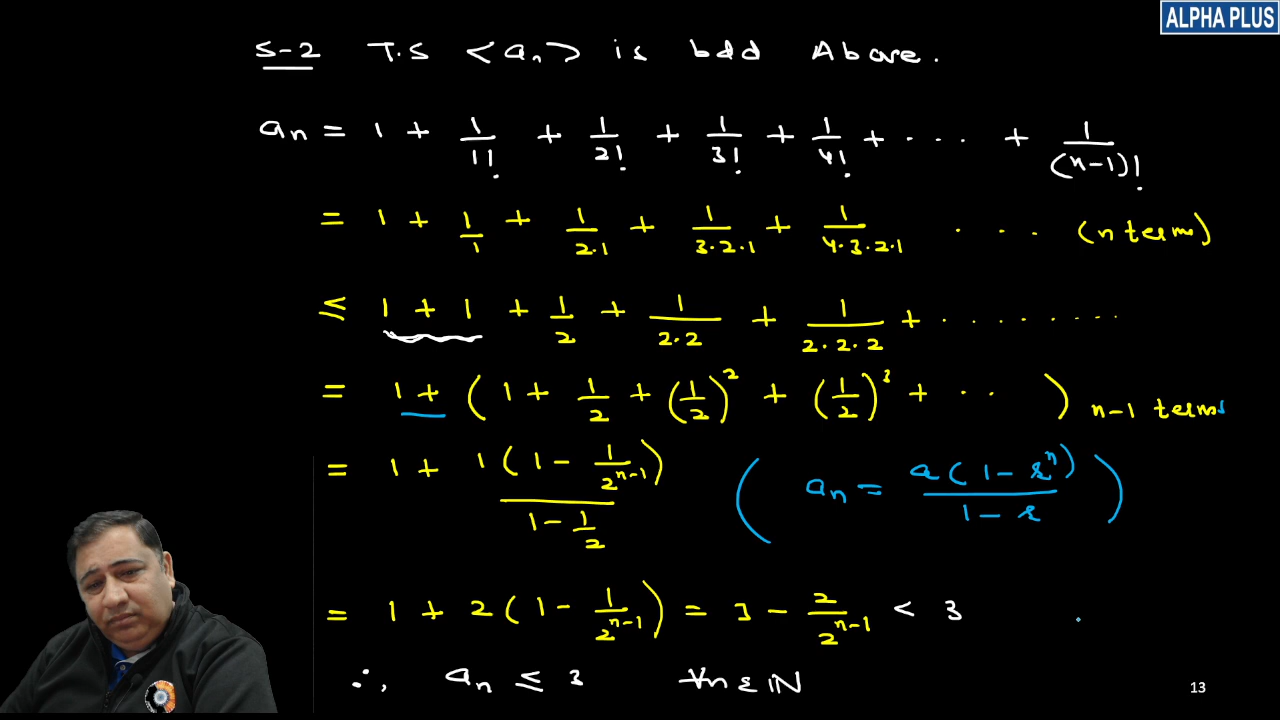 ALPHA PLUS
S-2 T.S <aₙ> is bdd Above.
aₙ = 1 + 1/1! + 1/2! + 1/3! + 1/4! + · · · · + 1/(n-1)!
= 1 + 1/1 + 1/2·1 + 1/3·2·1 + 1/4·3·2·1 · · · · (n terms)
≤ 1 + 1 + 1/2 + 1/2·2 + 1/2·2·2 + · · · · · · · ·
= 1 + (1 + 1/2 + (1/2)² + (1/2)³ + · · ) n-1 terms
= 1 + 1(1 - 1/2ⁿ⁻¹)/1 - 1/2 (aₙ = a(1 - rⁿ)/1 - r)
= 1 + 2(1 - 1/2ⁿ⁻¹) = 3 - 2/2ⁿ⁻¹ < 3
∴ aₙ ≤ 3 ∀n ε ℕ
13